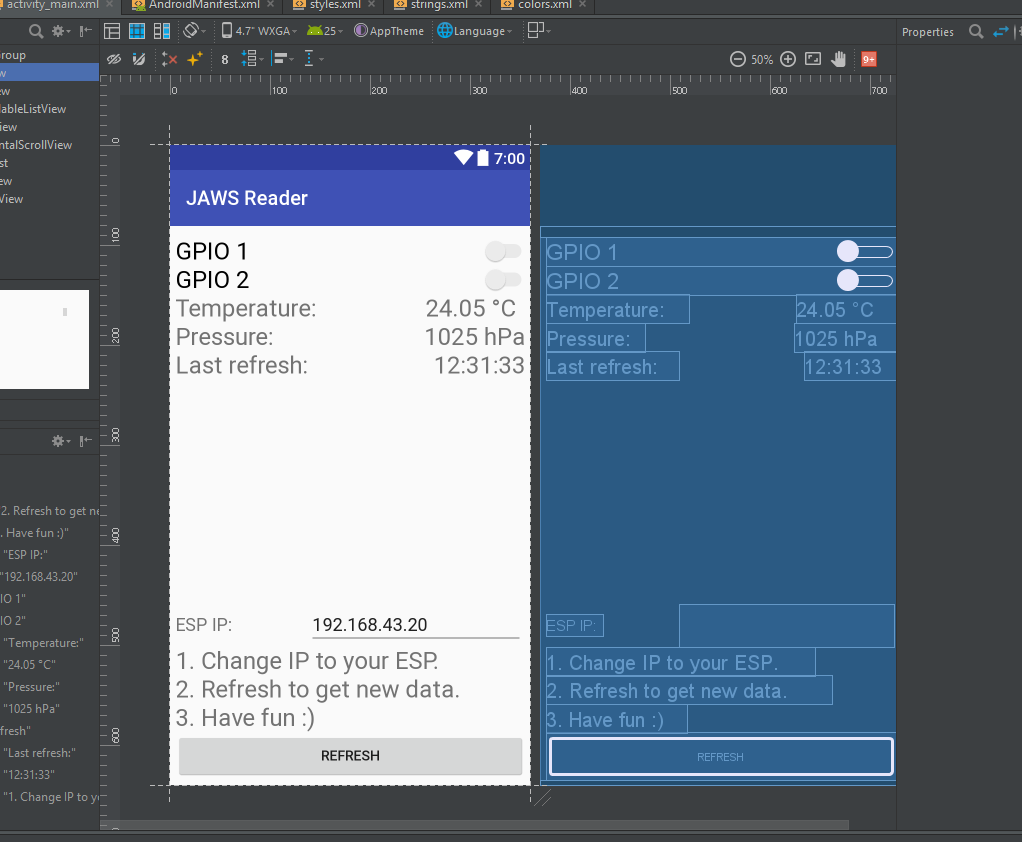 activity_main.xml AndroidManifest.xml styles.xml strings.xml colors.xml
4.7" WXGA 25 AppTheme Language Properties
8 50% 9+
0 100 200 300 400 500 600 700
roup
w
ew
lableListView
iew
ntalScrollView
st
ew
View
0
100
200
300
400
500
600
7:00
JAWS Reader
GPIO 1
GPIO 2
Temperature: 24.05 °C
Pressure: 1025 hPa
Last refresh: 12:31:33
ESP IP: 192.168.43.20
1. Change IP to your ESP.
2. Refresh to get new data.
3. Have fun :)
REFRESH
GPIO 1
GPIO 2
Temperature: 24.05 °C
Pressure: 1025 hPa
Last refresh: 12:31:33
ESP IP:
1. Change IP to your ESP.
2. Refresh to get new data.
3. Have fun :)
REFRESH
2. Refresh to get ne
. Have fun :)"
"ESP IP:"
"192.168.43.20"
IO 1"
IO 2"
"Temperature:"
"24.05 °C"
"Pressure:"
"1025 hPa"
fresh"
"Last refresh:"
"12:31:33"
"1. Change IP to y